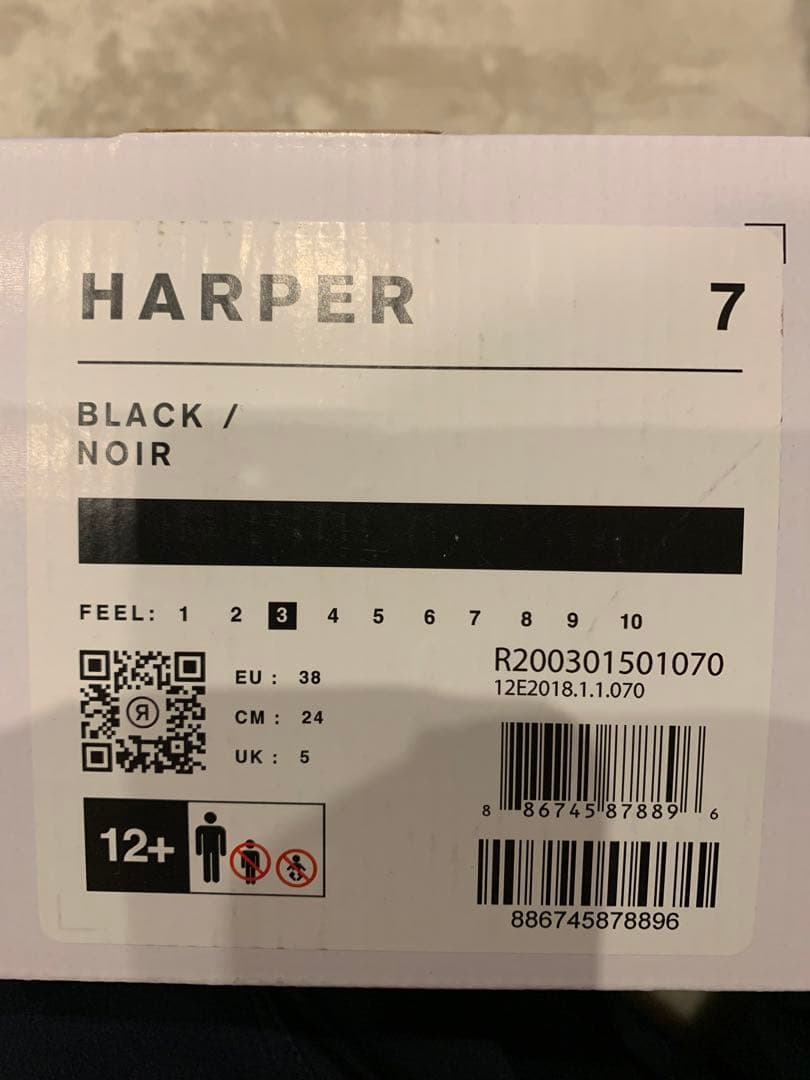 HARPER 7
BLACK /
NOIR
FEEL: 1 2 3 4 5 6 7 8 9 10
R200301501070
12E2018.1.1.070
EU : 38
CM : 24
UK : 5
8 86745 87889 6
12+
886745878896